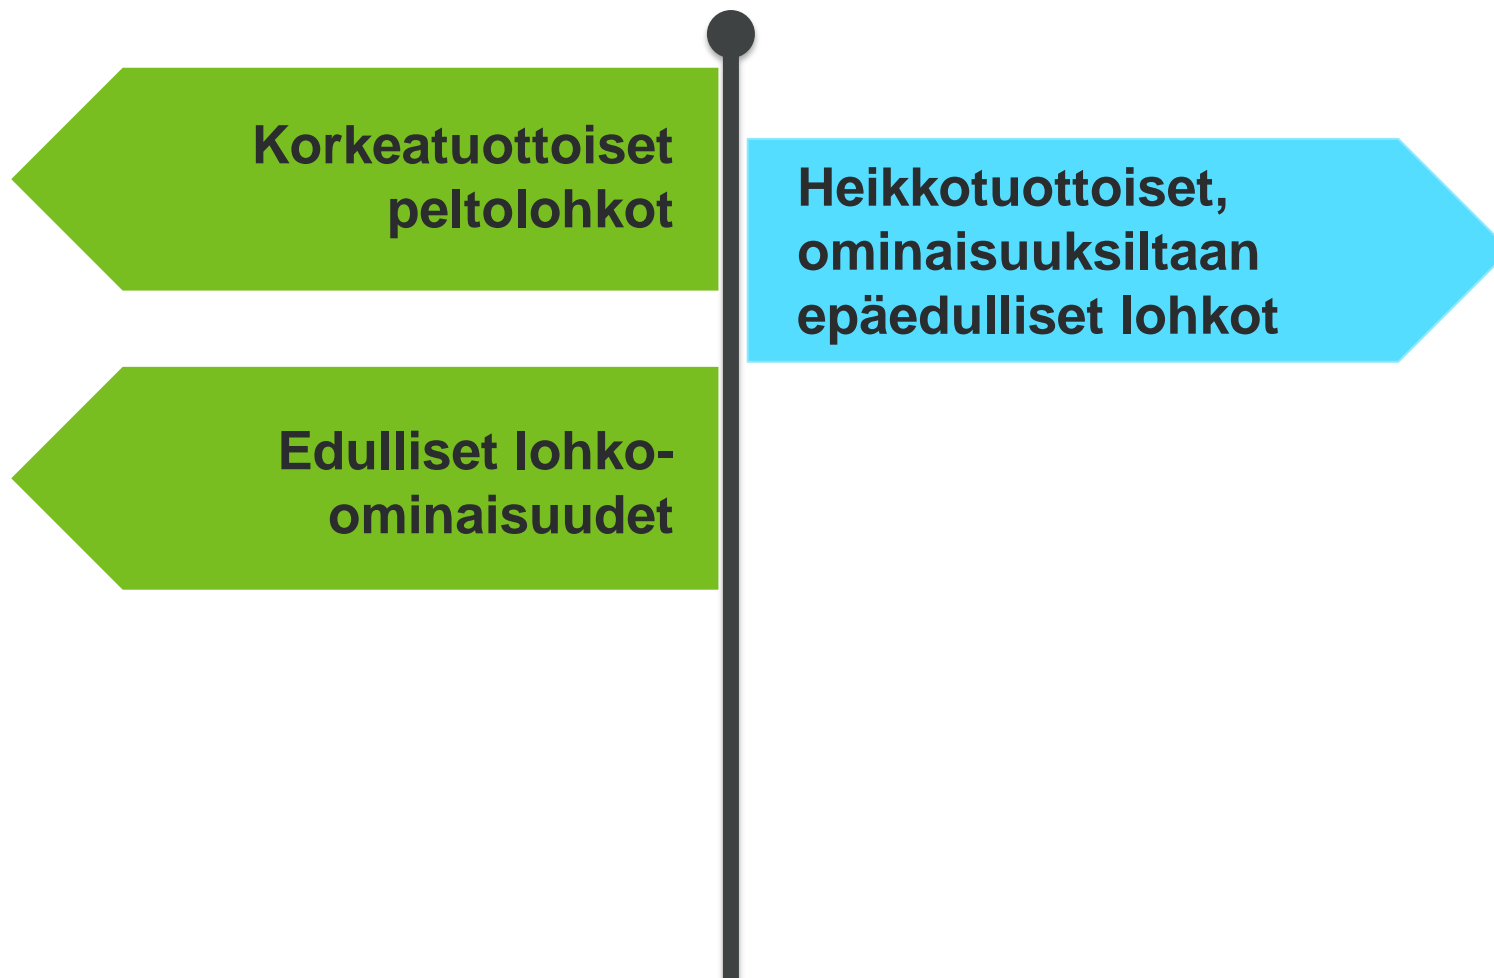 Korkeatuottoiset
peltolohkot
Heikkotuottoiset,
ominaisuuksiltaan
epäedulliset lohkot
Edulliset lohko-
ominaisuudet